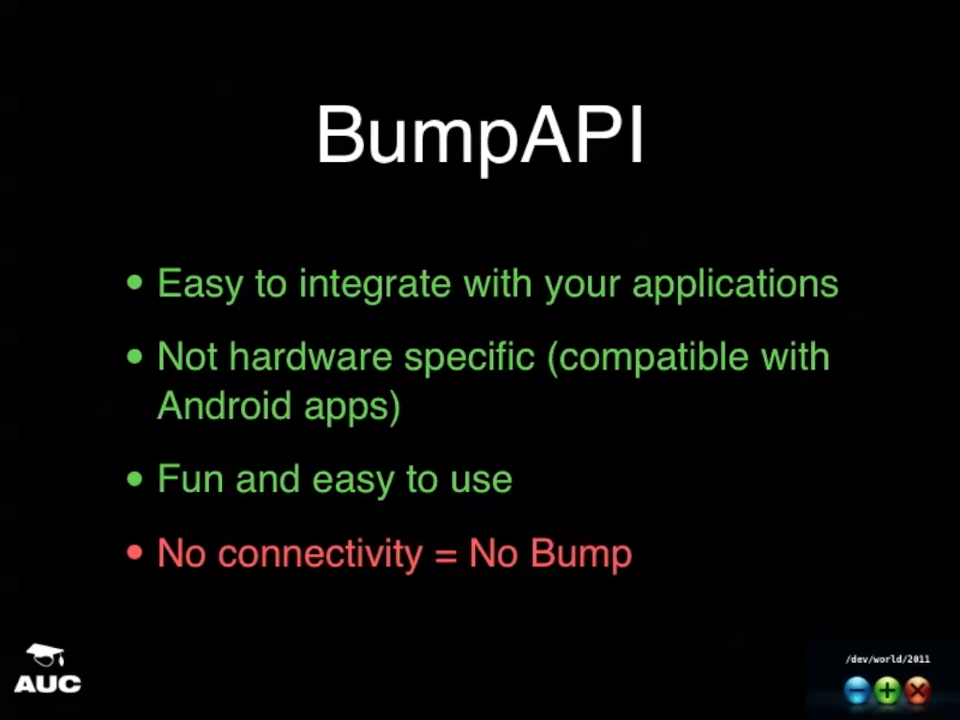 BumpAPI
• Easy to integrate with your applications
• Not hardware specific (compatible with
Android apps)
• Fun and easy to use
• No connectivity = No Bump
AUC
/dev/world/2011